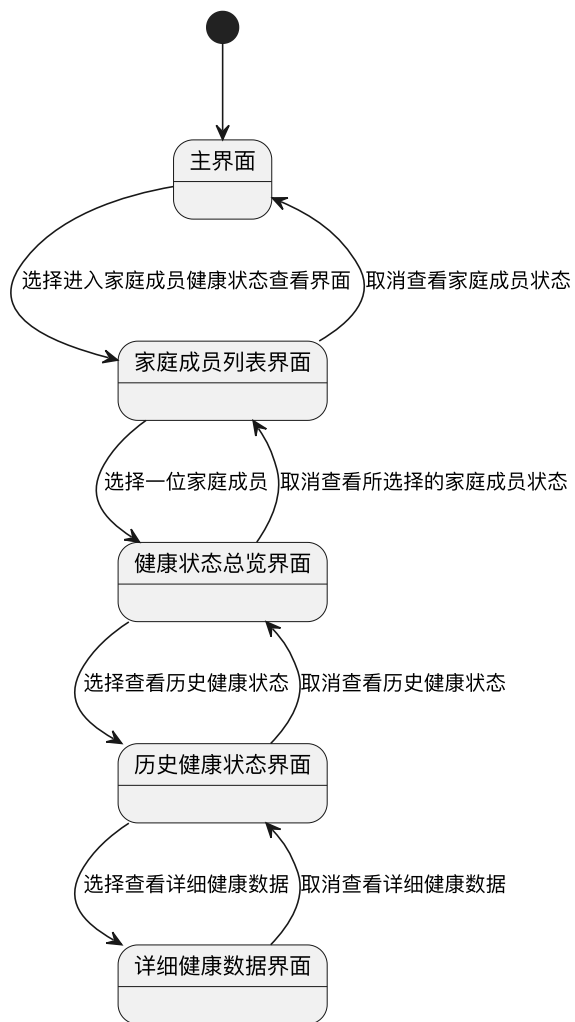 主界面
选择进入家庭成员健康状态查看界面
取消查看家庭成员状态
家庭成员列表界面
选择一位家庭成员
取消查看所选择的家庭成员状态
健康状态总览界面
选择查看历史健康状态
取消查看历史健康状态
历史健康状态界面
选择查看详细健康数据
取消查看详细健康数据
详细健康数据界面